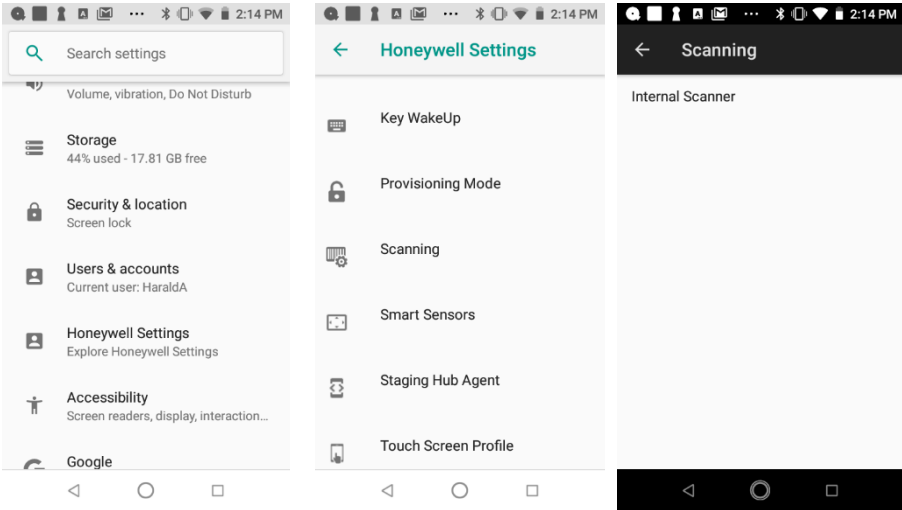 2:14 PM
Search settings
Volume, vibration, Do Not Disturb
Storage
44% used - 17.81 GB free
Security & location
Screen lock
Users & accounts
Current user: HaraldA
Honeywell Settings
Explore Honeywell Settings
Accessibility
Screen readers, display, interaction...
Google
2:14 PM
Honeywell Settings
Key WakeUp
Provisioning Mode
Scanning
Smart Sensors
Staging Hub Agent
Touch Screen Profile
2:14 PM
Scanning
Internal Scanner